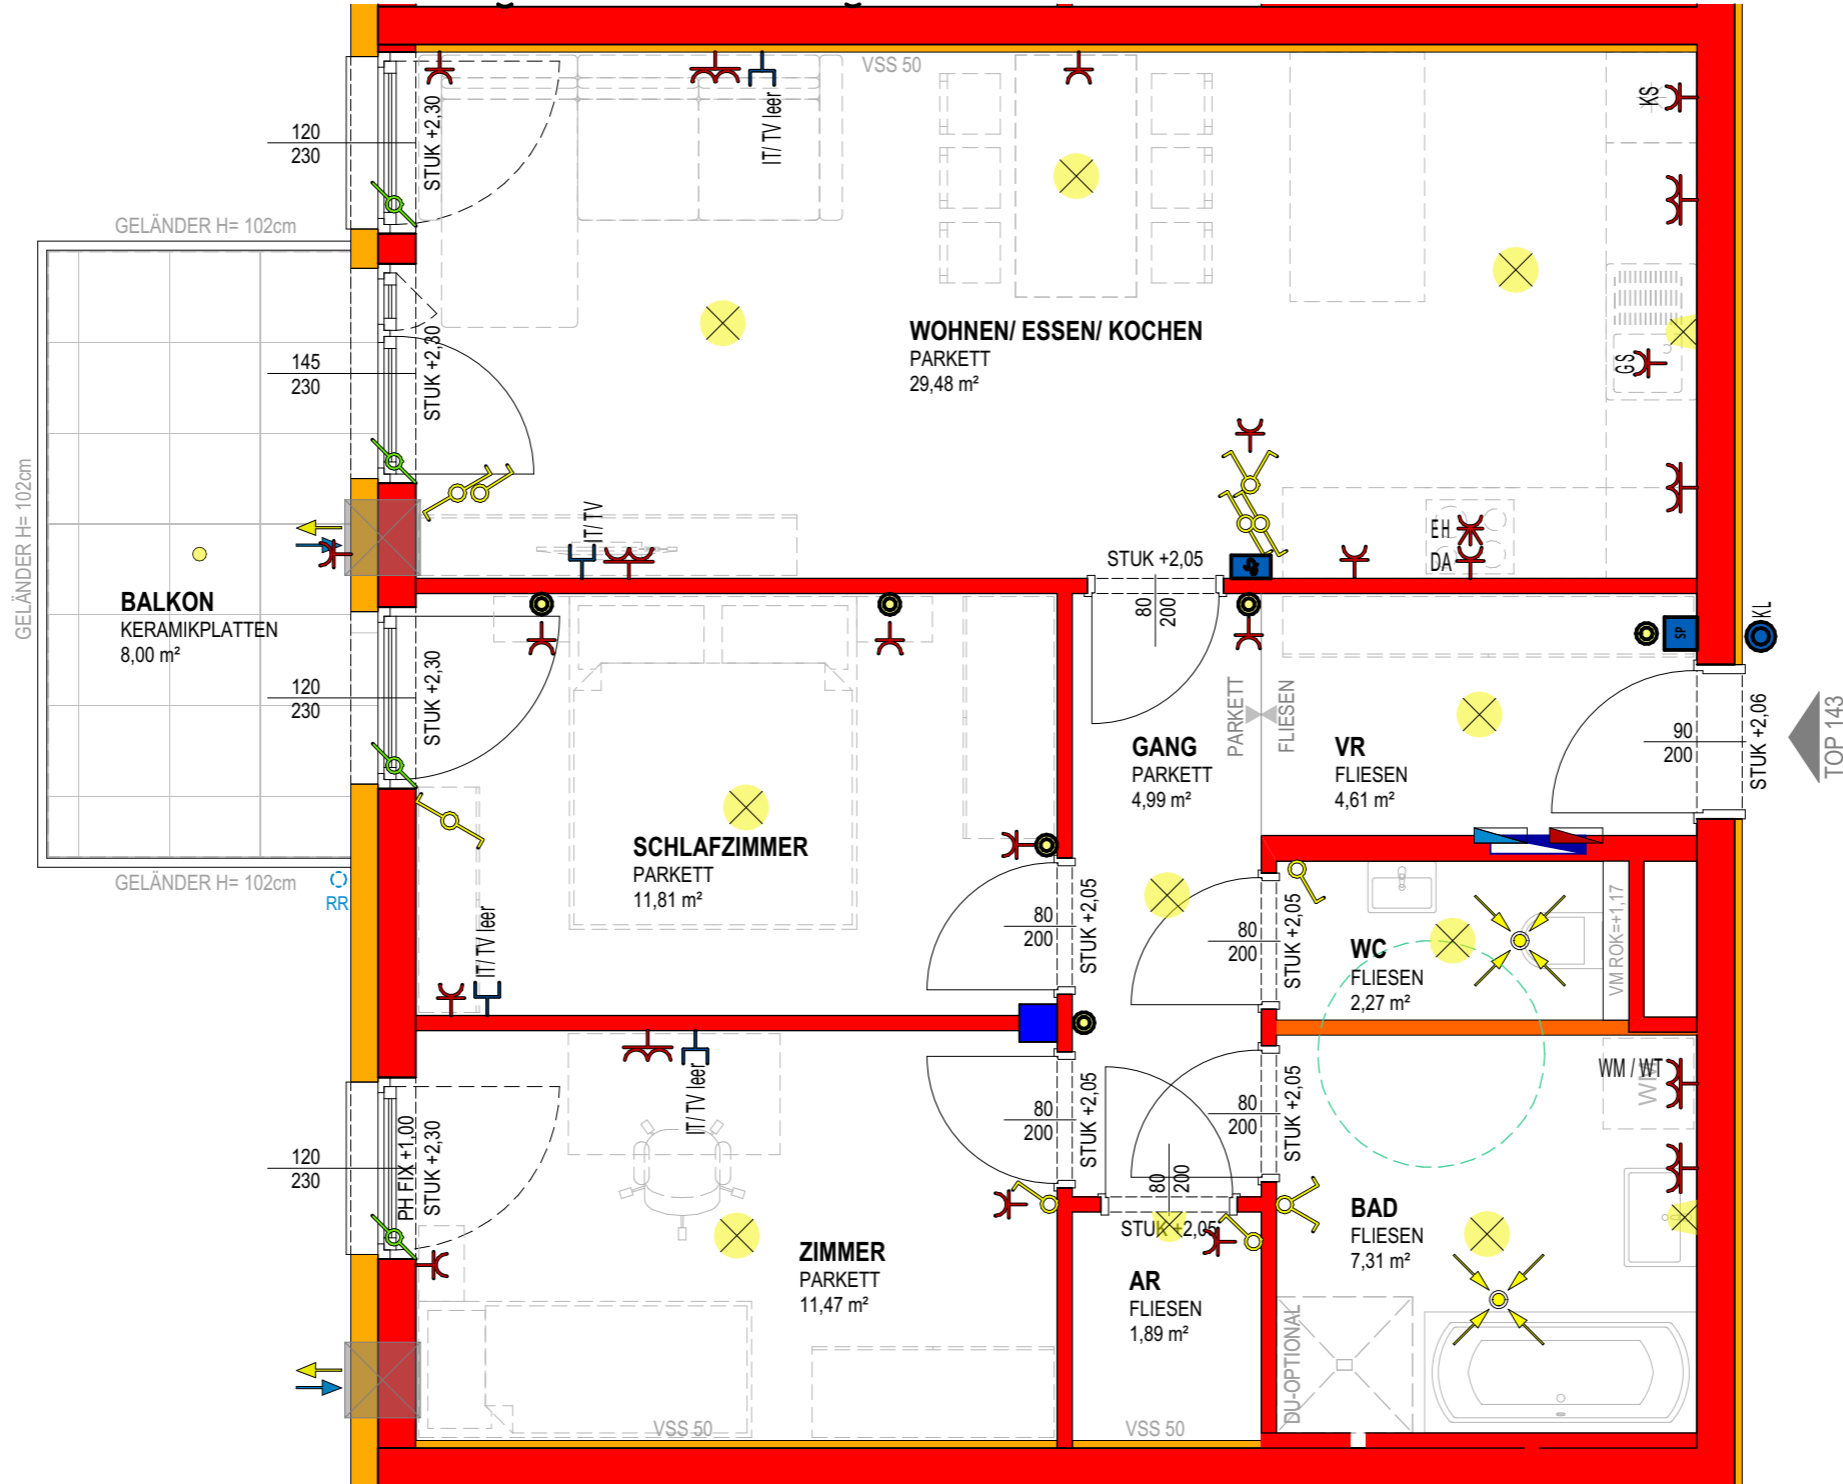 VSS 50
IT/ TV leer
KS
120
230
STUK +2,30
GELÄNDER H= 102cm
WOHNEN/ ESSEN/ KOCHEN
PARKETT
29,48 m²
145
230
STUK +2,30
GS
GELÄNDER H= 102cm
IT/ TV
EH
DA
STUK +2,05
80
200
BALKON
KERAMIKPLATTEN
8,00 m²
SP
KL
120
230
STUK +2,30
PARKETT
FLIESEN
GANG
PARKETT
4,99 m²
VR
FLIESEN
4,61 m²
90
200
STUK +2,06
TOP 143
SCHLAFZIMMER
PARKETT
11,81 m²
GELÄNDER H= 102cm
RR
IT/ TV leer
80
200
STUK +2,05
80
200
STUK +2,05
WC
FLIESEN
2,27 m²
VM ROK=+1,17
WM / WT
WM
IT/ TV leer
120
230
PH FIX +1,00
STUK +2,30
80
200
STUK +2,05
80
200
STUK +2,05
80
200
STUK +2,05
ZIMMER
PARKETT
11,47 m²
AR
FLIESEN
1,89 m²
BAD
FLIESEN
7,31 m²
DU-OPTIONAL
VSS 50
VSS 50